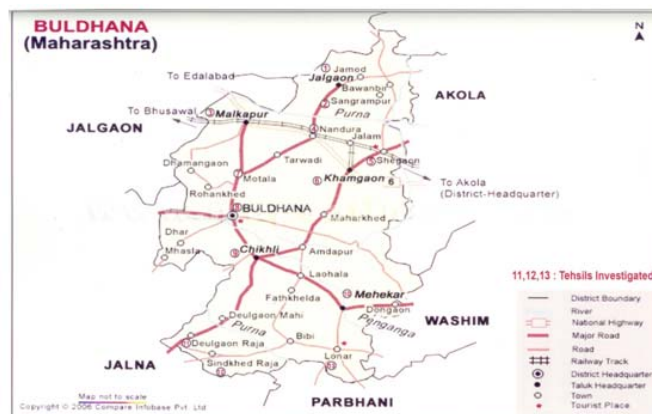 BULDHANA
(Maharashtra)
N
Jamod
Jalgaon
Bawanbir
To Edalabad
Sangrampur
AKOLA
To Bhusawal
Purna
Malkapur
JALGAON
Nandura
Jalam
Shegaon
Dhamangaon
Tarwadi
Motala
Khamgaon 6
To Akola
(District-Headquarter)
Rohankhed
BULDHANA
Maharkhed
Dhar
Mhasla
Chikhli
Amdapur
Laohala
11,12,13 : Tehsils Investigated
Fathkhelda
Mehekar
Dongaon
District Boundary
River
Deulgaon Mahi
Purna
Penganga
WASHIM
National Highway
Major Road
Deulgaon Raja
Bibi
Road
JALNA
Sindkhed Raja
Lonar
Railway Track
District Headquarter
Taluk Headquarter
Map not to scale
PARBHANI
Town
Copyright © 2006 Compare Infobase Pvt. Ltd
Tourist Place